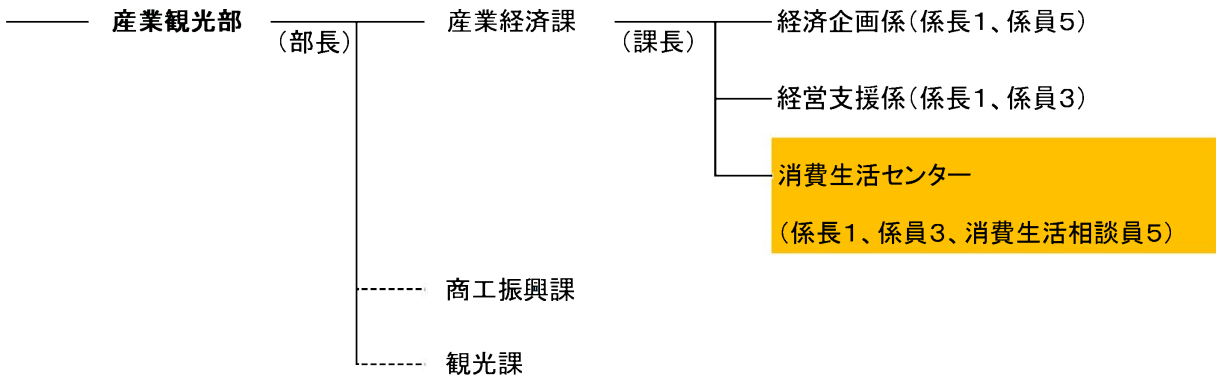 産業観光部
(部長)
産業経済課
(課長)
経済企画係(係長1、係員5)
経営支援係(係長1、係員3)
消費生活センター
(係長1、係員3、消費生活相談員5)
商工振興課
観光課